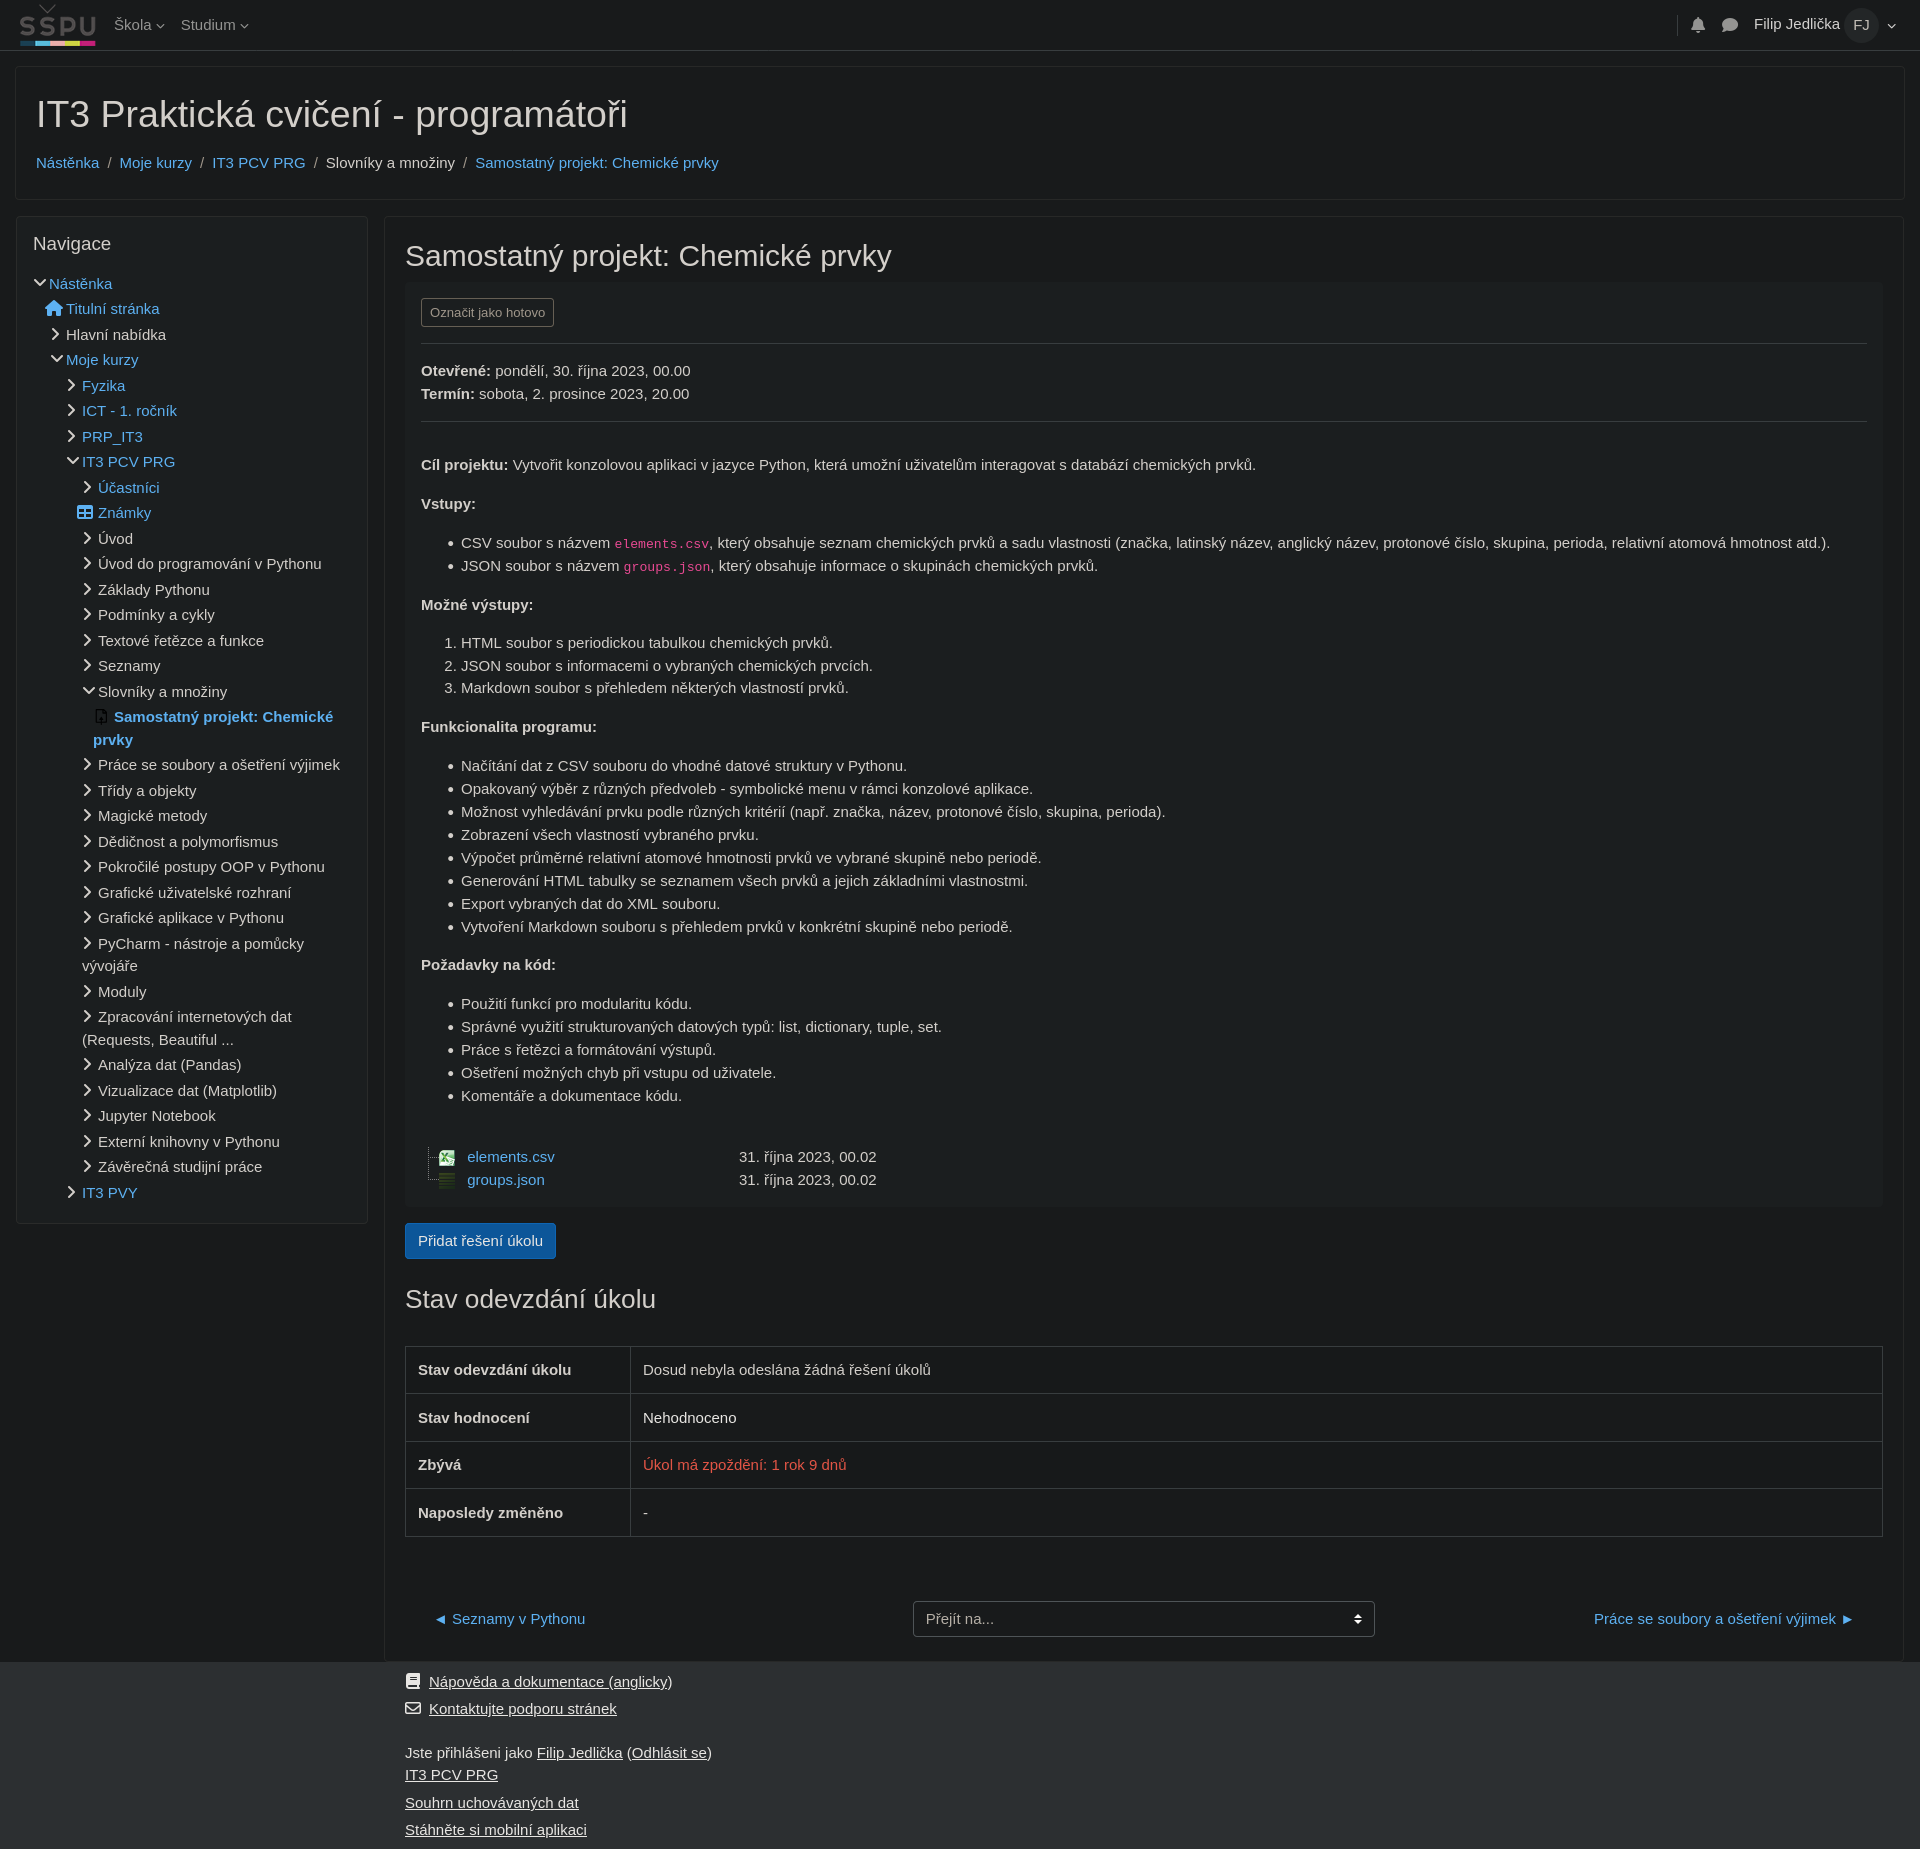 SSPU
Škola
Studium
Filip Jedlička FJ
IT3 Praktická cvičení - programátoři
Nástěnka / Moje kurzy / IT3 PCV PRG / Slovníky a množiny / Samostatný projekt: Chemické prvky
Navigace
Nástěnka
Titulní stránka
Hlavní nabídka
Moje kurzy
Fyzika
ICT - 1. ročník
PRP_IT3
IT3 PCV PRG
Účastníci
Známky
Úvod
Úvod do programování v Pythonu
Základy Pythonu
Podmínky a cykly
Textové řetězce a funkce
Seznamy
Slovníky a množiny
Samostatný projekt: Chemické
prvky
Práce se soubory a ošetření výjimek
Třídy a objekty
Magické metody
Dědičnost a polymorfismus
Pokročilé postupy OOP v Pythonu
Grafické uživatelské rozhraní
Grafické aplikace v Pythonu
PyCharm - nástroje a pomůcky
vývojáře
Moduly
Zpracování internetových dat
(Requests, Beautiful ...
Analýza dat (Pandas)
Vizualizace dat (Matplotlib)
Jupyter Notebook
Externí knihovny v Pythonu
Závěrečná studijní práce
IT3 PVY
Samostatný projekt: Chemické prvky
Označit jako hotovo
Otevřené: pondělí, 30. října 2023, 00.00
Termín: sobota, 2. prosince 2023, 20.00
Cíl projektu: Vytvořit konzolovou aplikaci v jazyce Python, která umožní uživatelům interagovat s databází chemických prvků.
Vstupy:
• CSV soubor s názvem elements.csv, který obsahuje seznam chemických prvků a sadu vlastnosti (značka, latinský název, anglický název, protonové číslo, skupina, perioda, relativní atomová hmotnost atd.).
• JSON soubor s názvem groups.json, který obsahuje informace o skupinách chemických prvků.
Možné výstupy:
1. HTML soubor s periodickou tabulkou chemických prvků.
2. JSON soubor s informacemi o vybraných chemických prvcích.
3. Markdown soubor s přehledem některých vlastností prvků.
Funkcionalita programu:
• Načítání dat z CSV souboru do vhodné datové struktury v Pythonu.
• Opakovaný výběr z různých předvoleb - symbolické menu v rámci konzolové aplikace.
• Možnost vyhledávání prvku podle různých kritérií (např. značka, název, protonové číslo, skupina, perioda).
• Zobrazení všech vlastností vybraného prvku.
• Výpočet průměrné relativní atomové hmotnosti prvků ve vybrané skupině nebo periodě.
• Generování HTML tabulky se seznamem všech prvků a jejich základními vlastnostmi.
• Export vybraných dat do XML souboru.
• Vytvoření Markdown souboru s přehledem prvků v konkrétní skupině nebo periodě.
Požadavky na kód:
• Použití funkcí pro modularitu kódu.
• Správné využití strukturovaných datových typů: list, dictionary, tuple, set.
• Práce s řetězci a formátování výstupů.
• Ošetření možných chyb při vstupu od uživatele.
• Komentáře a dokumentace kódu.
elements.csv 31. října 2023, 00.02
groups.json 31. října 2023, 00.02
Přidat řešení úkolu
Stav odevzdání úkolu
Stav odevzdání úkolu Dosud nebyla odeslána žádná řešení úkolů
Stav hodnocení Nehodnoceno
Zbývá Úkol má zpoždění: 1 rok 9 dnů
Naposledy změněno -
◄ Seznamy v Pythonu
Přejít na...
Práce se soubory a ošetření výjimek ►
Nápověda a dokumentace (anglicky)
Kontaktujte podporu stránek
Jste přihlášeni jako Filip Jedlička (Odhlásit se)
IT3 PCV PRG
Souhrn uchovávaných dat
Stáhněte si mobilní aplikaci